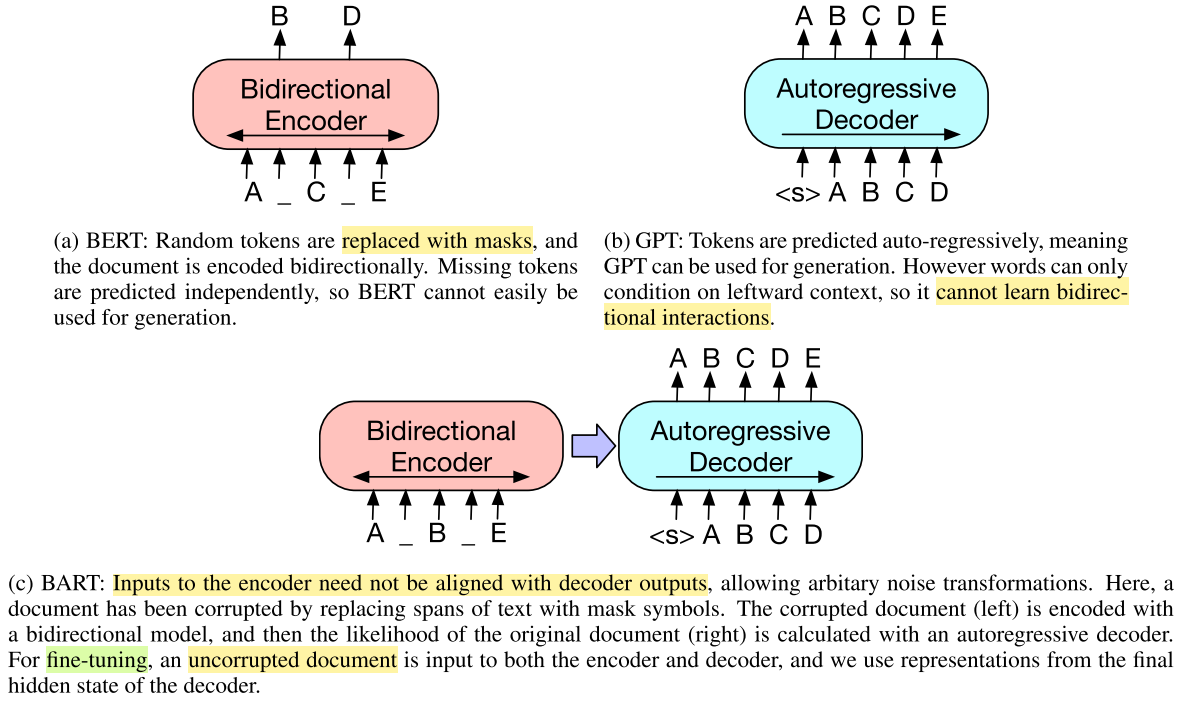 B D
Bidirectional
Encoder
A _ C _ E
A B C D E
Autoregressive
Decoder
<s> A B C D
(a) BERT: Random tokens are replaced with masks, and
the document is encoded bidirectionally. Missing tokens
are predicted independently, so BERT cannot easily be
used for generation.
(b) GPT: Tokens are predicted auto-regressively, meaning
GPT can be used for generation. However words can only
condition on leftward context, so it cannot learn bidirec-
tional interactions.
A B C D E
Bidirectional
Encoder
A _ B _ E
Autoregressive
Decoder
<s> A B C D
(c) BART: Inputs to the encoder need not be aligned with decoder outputs, allowing arbitary noise transformations. Here, a
document has been corrupted by replacing spans of text with mask symbols. The corrupted document (left) is encoded with
a bidirectional model, and then the likelihood of the original document (right) is calculated with an autoregressive decoder.
For fine-tuning, an uncorrupted document is input to both the encoder and decoder, and we use representations from the final
hidden state of the decoder.